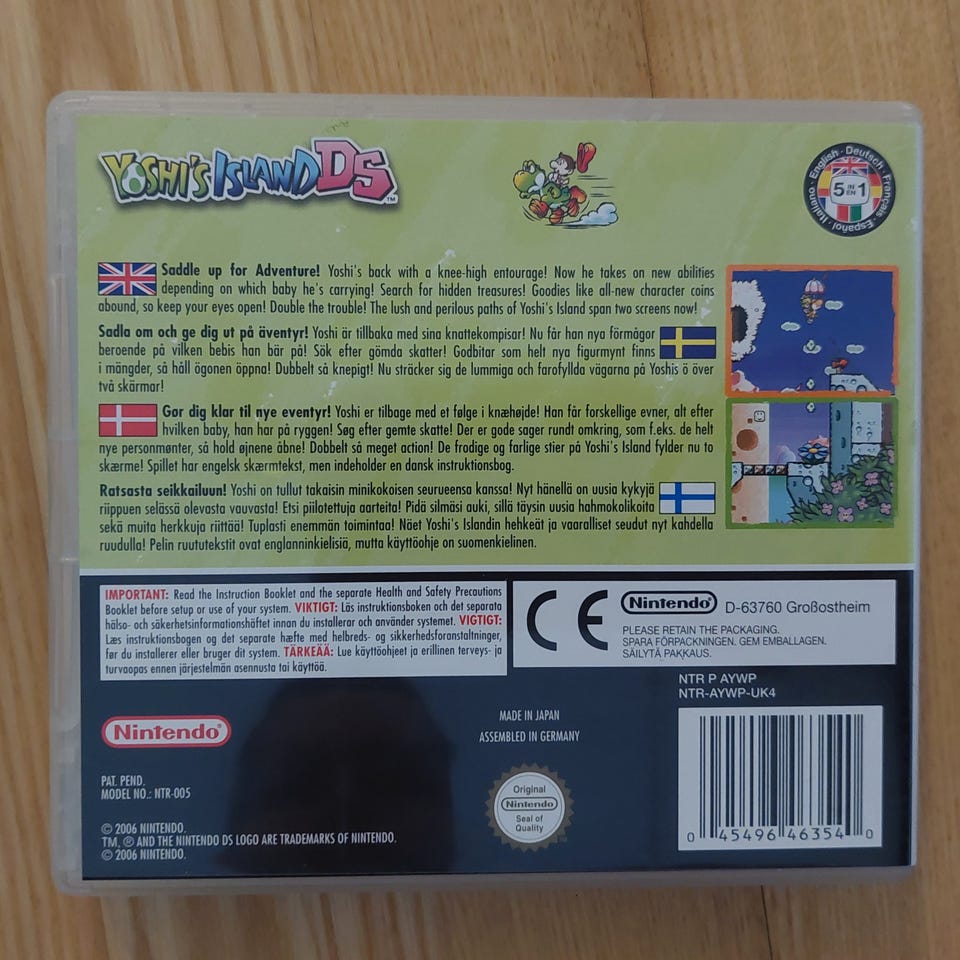 YOSHI'S ISLAND DS™
English · Deutsch · Français · Español · Italiano
5 IN EN 1
Saddle up for Adventure! Yoshi's back with a knee-high entourage! Now he takes on new abilities
depending on which baby he's carrying! Search for hidden treasures! Goodies like all-new character coins
abound, so keep your eyes open! Double the trouble! The lush and perilous paths of Yoshi's Island span two screens now!
Sadla om och ge dig ut på äventyr! Yoshi är tillbaka med sina knattekompisar! Nu får han nya förmågor
beroende på vilken bebis han bär på! Sök efter gömda skatter! Godbitar som helt nya figurmynt finns
i mängder, så håll ögonen öppna! Dubbelt så knepigt! Nu sträcker sig de lummiga och farofyllda vägarna på Yoshis ö över
två skärmar!
Gør dig klar til nye eventyr! Yoshi er tilbage med et følge i knæhøjde! Han får forskellige evner, alt efter
hvilken baby, han har på ryggen! Søg efter gemte skatte! Der er gode sager rundt omkring, som f.eks. de helt
nye personmønter, så hold øjnene åbne! Dobbelt så meget action! De frodige og farlige stier på Yoshi's Island fylder nu to
skærme! Spillet har engelsk skærmtekst, men indeholder en dansk instruktionsbog.
Ratsasta seikkailuun! Yoshi on tullut takaisin minikokoisen seurueensa kanssa! Nyt hänellä on uusia kykyjä
riippuen selässä olevasta vauvasta! Etsi piilotettuja aarteita! Pidä silmäsi auki, sillä täysin uusia hahmokolikoita
sekä muita herkkuja riittää! Tuplasti enemmän toimintaa! Näet Yoshi's Islandin hehkeät ja vaaralliset seudut nyt kahdella
ruudulla! Pelin ruututekstit ovat englanninkielisiä, mutta käyttöohje on suomenkielinen.
IMPORTANT: Read the Instruction Booklet and the separate Health and Safety Precautions
Booklet before setup or use of your system. VIKTIGT: Läs instruktionsboken och det separata
hälso- och säkerhetsinformationshäftet innan du installerar och använder systemet. VIGTIGT:
Læs instruktionsbogen og det separate hæfte med helbreds- og sikkerhedsforanstaltninger,
før du installerer eller bruger dit system. TÄRKEÄÄ: Lue käyttöohjeet ja erillinen terveys- ja
turvaopas ennen järjestelmän asennusta tai käyttöä.
CE Nintendo® D-63760 Großostheim
PLEASE RETAIN THE PACKAGING.
SPARA FÖRPACKNINGEN. GEM EMBALLAGEN.
SÄILYTÄ PAKKAUS.
NTR P AYWP
NTR-AYWP-UK4
Nintendo®
MADE IN JAPAN
ASSEMBLED IN GERMANY
PAT. PEND.
MODEL NO.: NTR-005
Original
Nintendo
Seal of
Quality
© 2006 NINTENDO.
TM, ® AND THE NINTENDO DS LOGO ARE TRADEMARKS OF NINTENDO.
© 2006 NINTENDO.
0 45496 46354 0